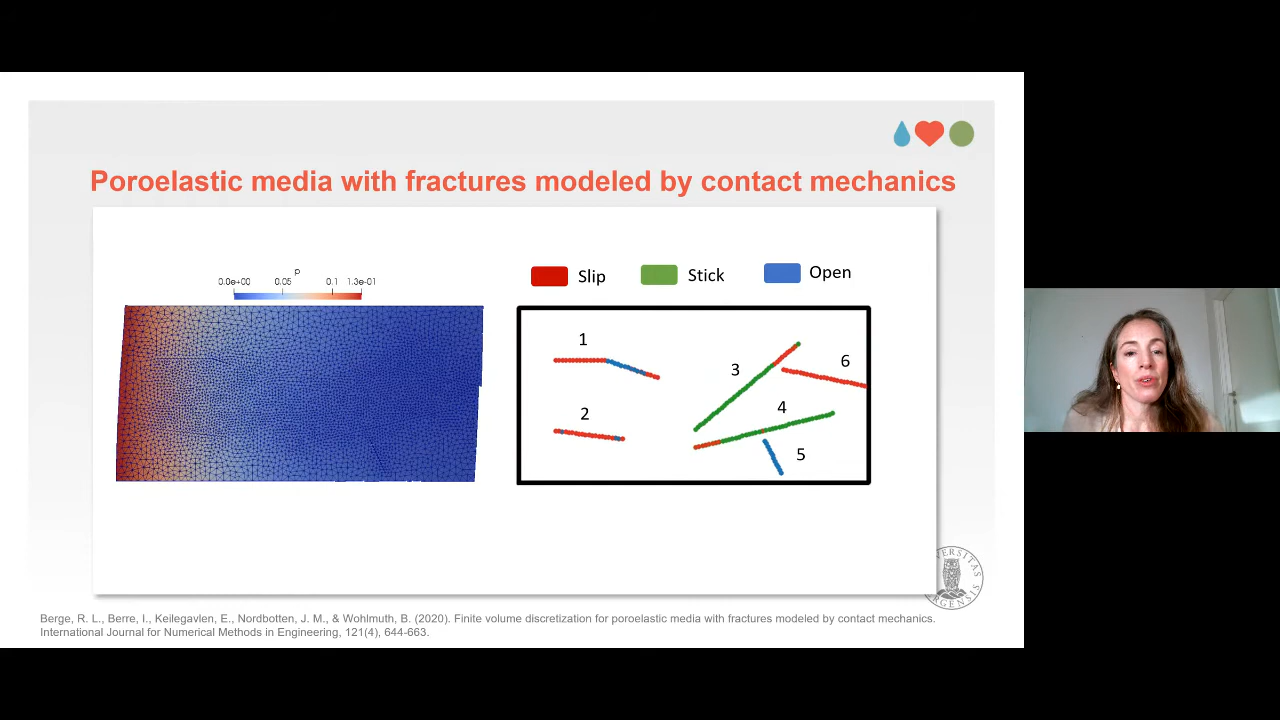 Poroelastic media with fractures modeled by contact mechanics
p
0.0e+00 0.05 0.1 1.3e-01
Slip Stick Open
1
2
3
4
5
6
Berge, R. L., Berre, I., Keilegavlen, E., Nordbotten, J. M., & Wohlmuth, B. (2020). Finite volume discretization for poroelastic media with fractures modeled by contact mechanics.
International Journal for Numerical Methods in Engineering, 121(4), 644-663.